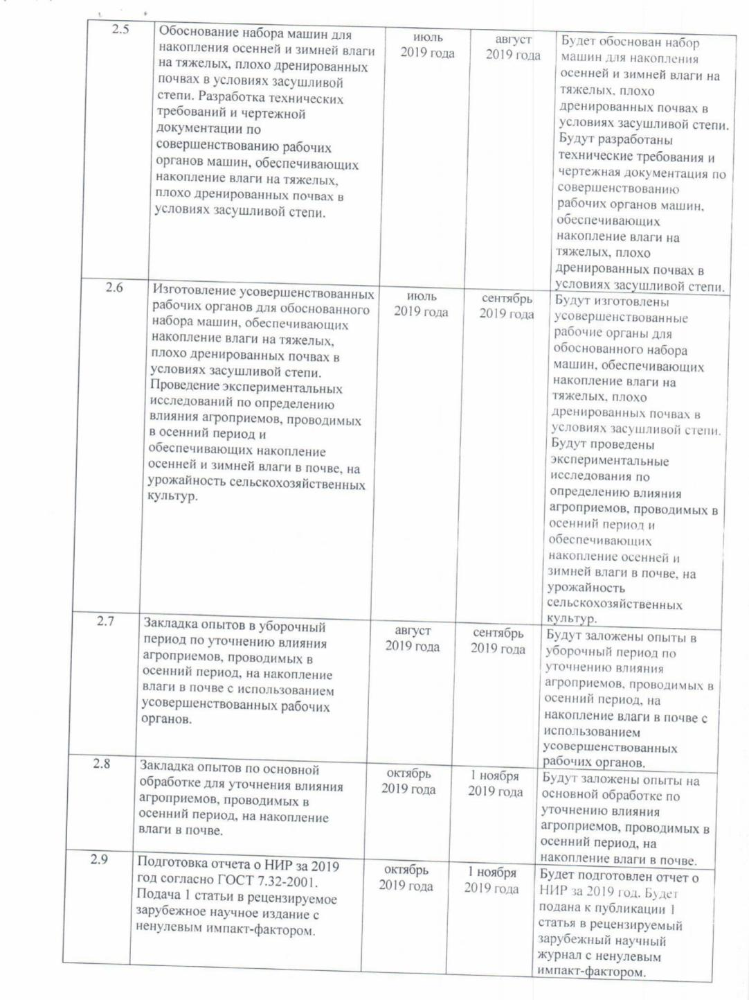 2.5
Обоснование набора машин для
накопления осенней и зимней влаги
на тяжелых, плохо дренированных
почвах в условиях засушливой
степи. Разработка технических
требований и чертежной
документации по
совершенствованию рабочих
органов машин, обеспечивающих
накопление влаги на тяжелых,
плохо дренированных почвах в
условиях засушливой степи.
июль
2019 года
август
2019 года
Будет обоснован набор
машин для накопления
осенней и зимней влаги на
тяжелых, плохо
дренированных почвах в
условиях засушливой степи.
Будут разработаны
технические требования и
чертежная документация по
совершенствованию
рабочих органов машин,
обеспечивающих
накопление влаги на
тяжелых, плохо
дренированных почвах в
условиях засушливой степи.
2.6
Изготовление усовершенствованных
рабочих органов для обоснованного
набора машин, обеспечивающих
накопление влаги на тяжелых,
плохо дренированных почвах в
условиях засушливой степи.
Проведение экспериментальных
исследований по определению
влияния агроприемов, проводимых
в осенний период и
обеспечивающих накопление
осенней и зимней влаги в почве, на
урожайность сельскохозяйственных
культур.
июль
2019 года
сентябрь
2019 года
Будут изготовлены
усовершенствованные
рабочие органы для
обоснованного набора
машин, обеспечивающих
накопление влаги на
тяжелых, плохо
дренированных почвах в
условиях засушливой степи.
Будут проведены
экспериментальные
исследования по
определению влияния
агроприемов, проводимых в
осенний период и
обеспечивающих
накопление осенней и
зимней влаги в почве, на
урожайность
сельскохозяйственных
культур.
2.7
Закладка опытов в уборочный
период по уточнению влияния
агроприемов, проводимых в
осенний период, на накопление
влаги в почве с использованием
усовершенствованных рабочих
органов.
август
2019 года
сентябрь
2019 года
Будут заложены опыты в
уборочный период по
уточнению влияния
агроприемов, проводимых в
осенний период, на
накопление влаги в почве с
использованием
усовершенствованных
рабочих органов.
2.8
Закладка опытов по основной
обработке для уточнения влияния
агроприемов, проводимых в
осенний период, на накопление
влаги в почве.
октябрь
2019 года
1 ноября
2019 года
Будут заложены опыты на
основной обработке по
уточнению влияния
агроприемов, проводимых в
осенний период, на
накопление влаги в почве.
2.9
Подготовка отчета о НИР за 2019
год согласно ГОСТ 7.32-2001.
Подача 1 статьи в рецензируемое
зарубежное научное издание с
ненулевым импакт-фактором.
октябрь
2019 года
1 ноября
2019 года
Будет подготовлен отчет о
НИР за 2019 год. Будет
подана к публикации 1
статья в рецензируемый
зарубежный научный
журнал с ненулевым
импакт-фактором.